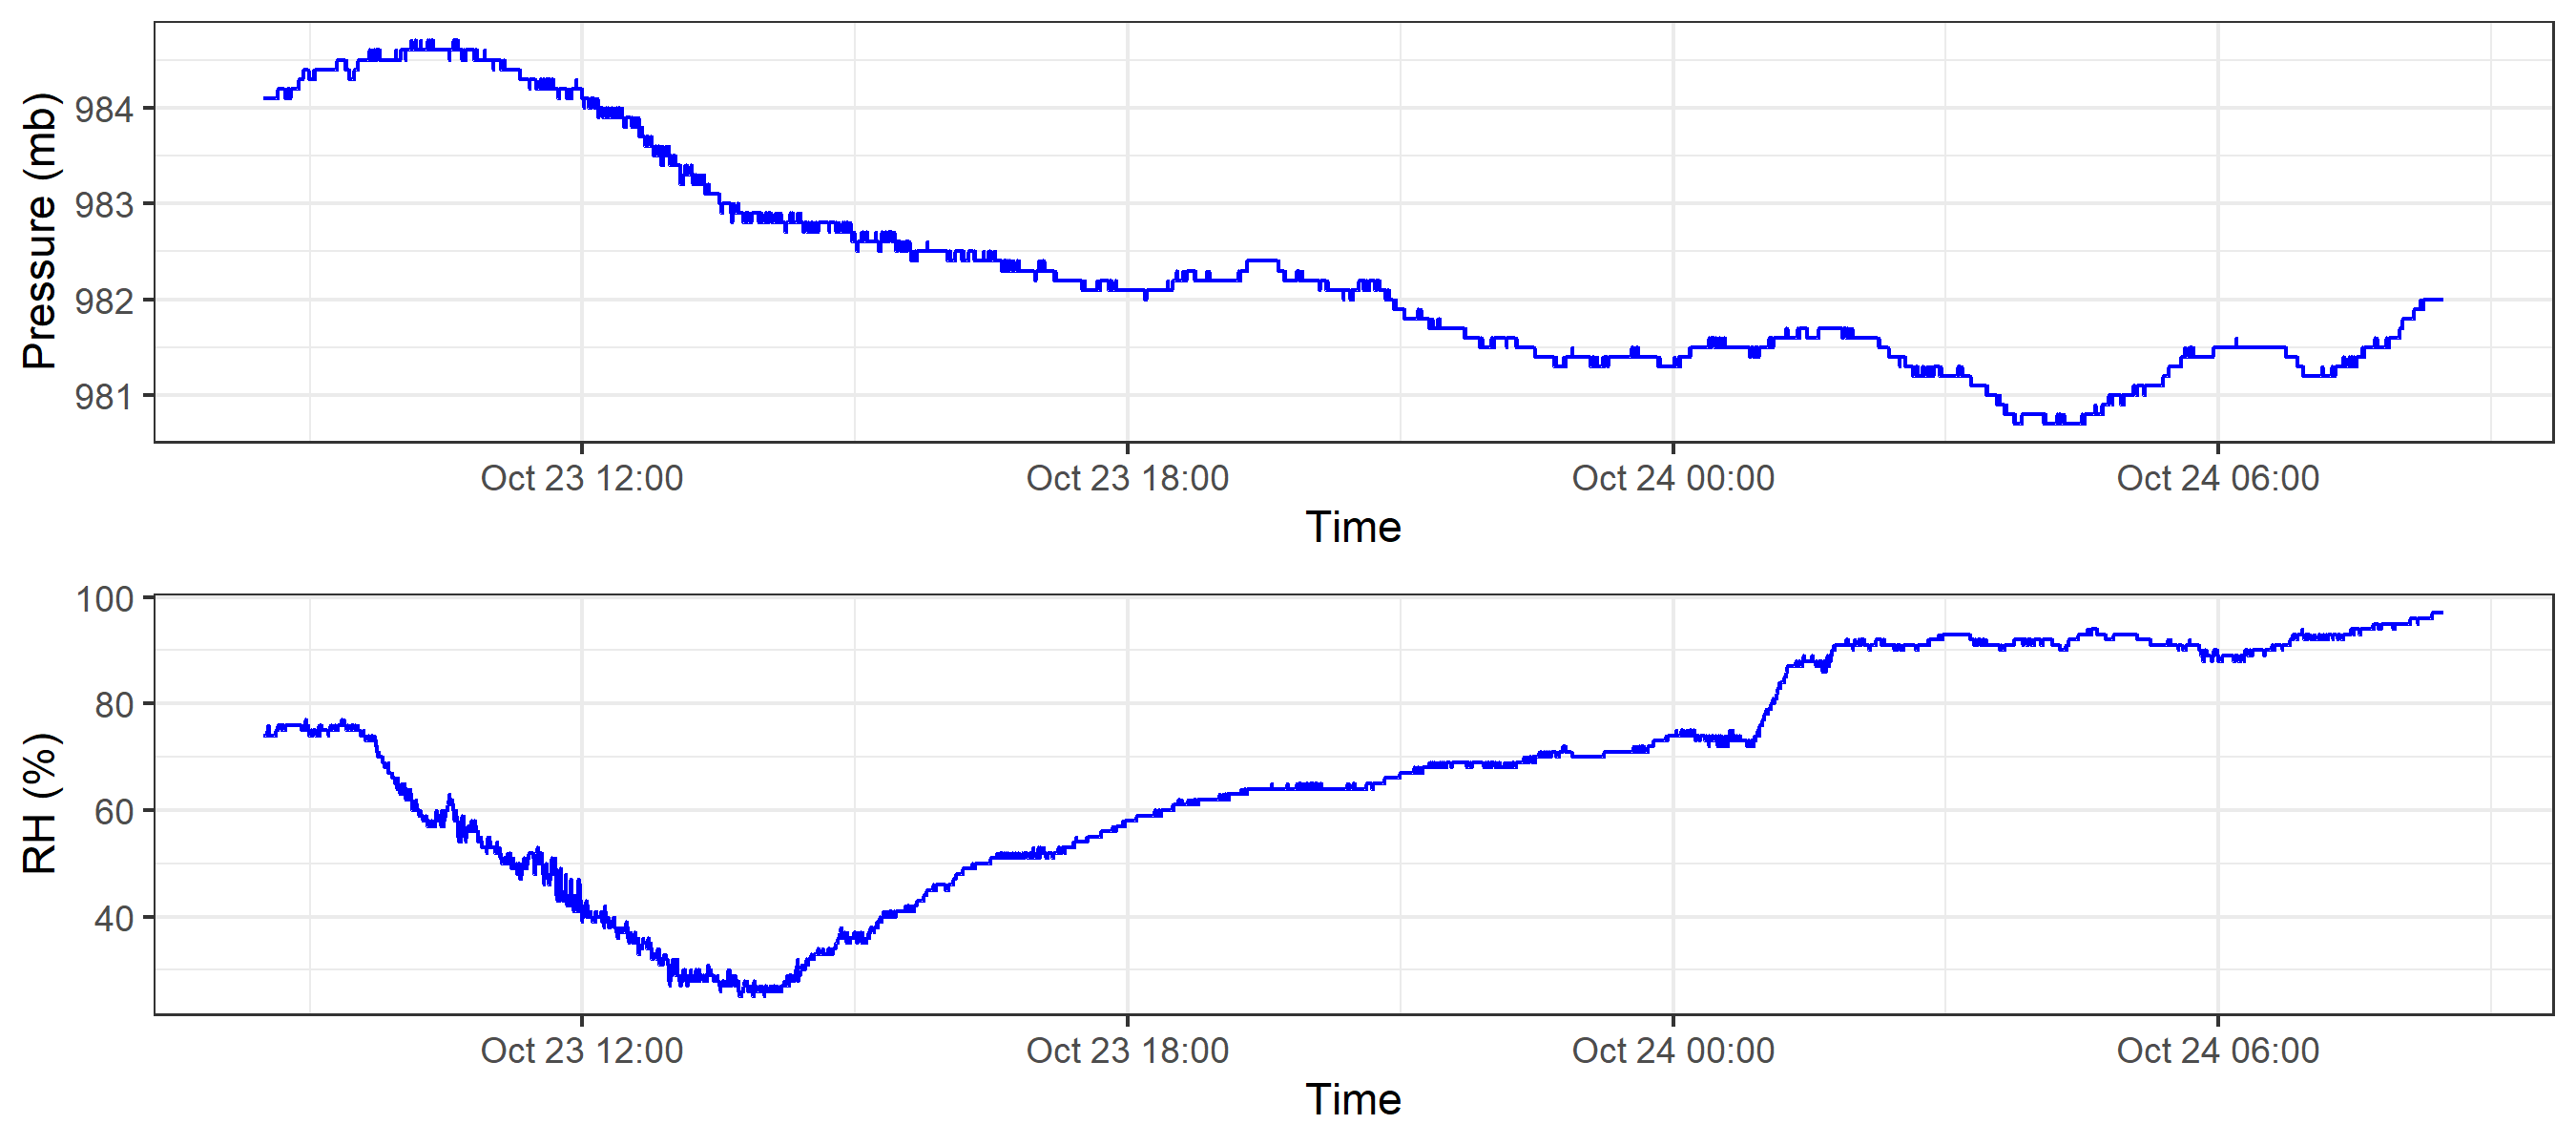 Pressure (mb)
984
983
982
981
Oct 23 12:00
Oct 23 18:00
Oct 24 00:00
Oct 24 06:00
Time
RH (%)
100
80
60
40
Oct 23 12:00
Oct 23 18:00
Oct 24 00:00
Oct 24 06:00
Time